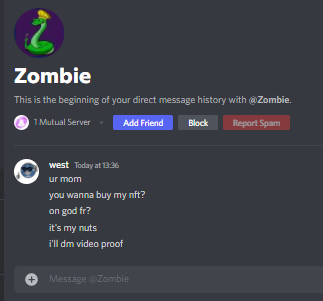 Zombie
This is the beginning of your direct message history with @Zombie.
1 Mutual Server • Add Friend Block Report Spam
west Today at 13:36
ur mom
you wanna buy my nft?
on god fr?
it's my nuts
i'll dm video proof
Message @Zombie